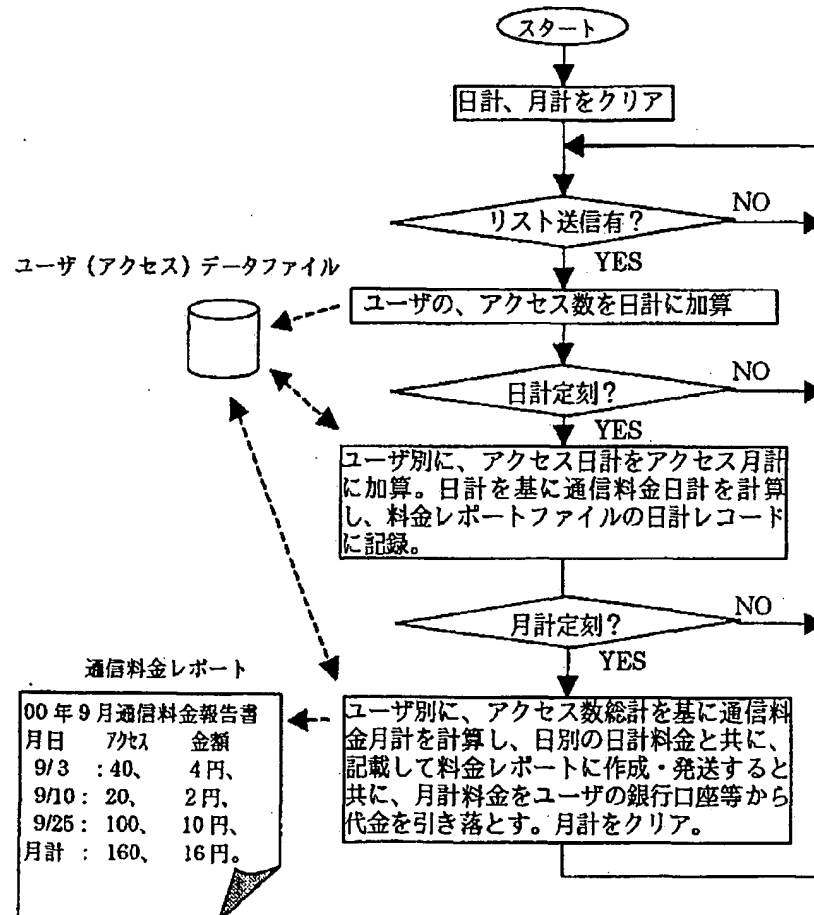 スタート
日計、月計をクリア
リスト送信有？
NO
YES
ユーザ（アクセス）データファイル
ユーザの、アクセス数を日計に加算
日計定刻？
NO
YES
ユーザ別に、アクセス日計をアクセス月計
に加算。日計を基に通信料金日計を計算
し、料金レポートファイルの日計レコード
に記録。
月計定刻？
NO
YES
通信料金レポート
00年9月通信料金報告書
月日 アクセス 金額
9/3 ：40、 4円、
9/10： 20、 2円、
9/25： 100、 10円、
月計 ： 160、 16円。
ユーザ別に、アクセス数総計を基に通信料
金月計を計算し、日別の日計料金と共に、
記載して料金レポートに作成・発送すると
共に、月計料金をユーザの銀行口座等から
代金を引き落とす。月計をクリア。